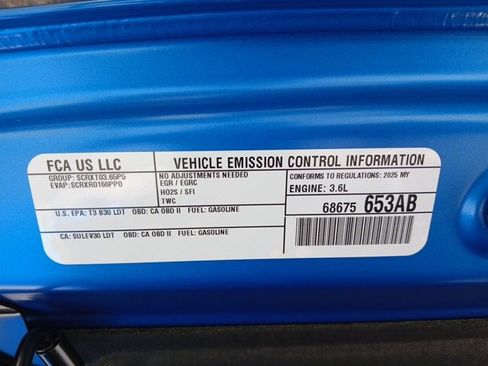 FCA US LLC
VEHICLE EMISSION CONTROL INFORMATION
GROUP: SCRXT03.65P5
EVAP:SCRXR0166PP0
NO ADJUSTMENTS NEEDED
EGR / EGRC
HO2S / SFI
TWC
CONFORMS TO REGULATIONS: 2025 MY
ENGINE: 3.6L
68675 653AB
U.S. EPA: T3 B30 LDT OBD: CA OBD II FUEL: GASOLINE
CA: SULEV30 LDT OBD: CA OBD II FUEL: GASOLINE